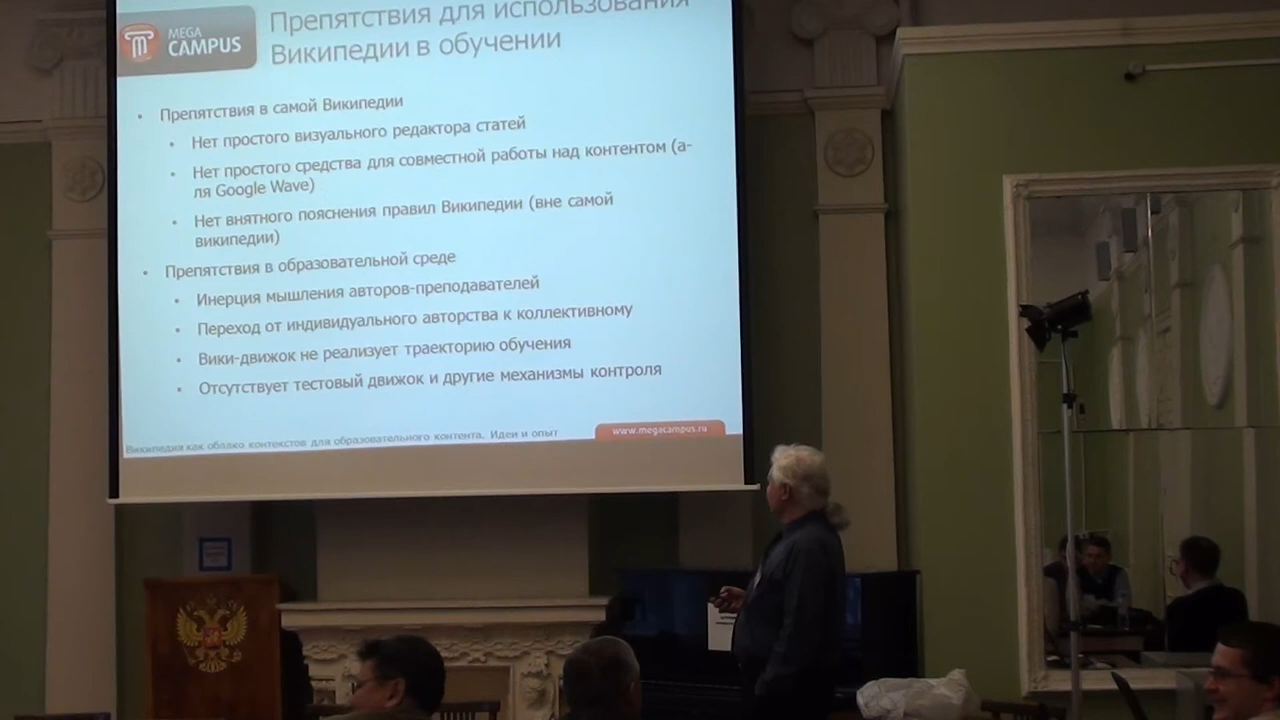 MEGA
CAMPUS
Препятствия для использования
Википедии в обучении
Препятствия в самой Википедии
Нет простого визуального редактора статей
Нет простого средства для совместной работы над контентом (а-
ля Google Wave)
Нет внятного пояснения правил Википедии (вне самой
википедии)
Препятствия в образовательной среде
Инерция мышления авторов-преподавателей
Переход от индивидуального авторства к коллективному
Вики-движок не реализует траекторию обучения
Отсутствует тестовый движок и другие механизмы контроля
Википедия как облако контекстов для образовательного контента. Идеи и опыт
www.megacampus.ru